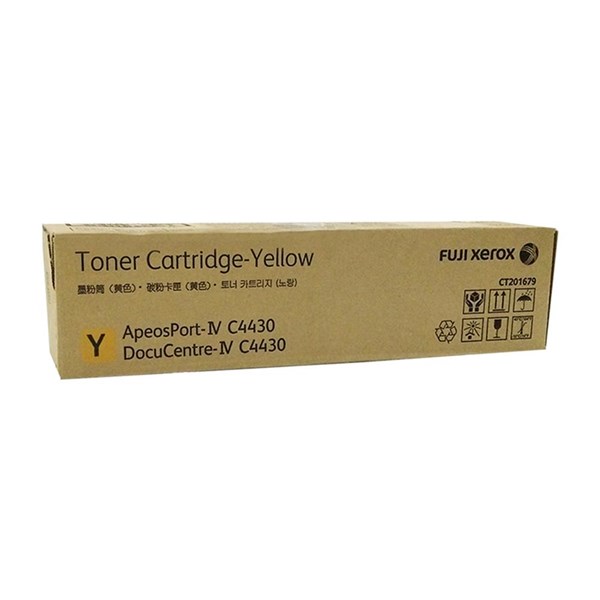 Toner Cartridge-Yellow
墨粉筒（黄色）・碳粉卡匣（黃色）・토너 카트리지 (노랑)
Y
ApeosPort-Ⅳ C4430
DocuCentre-Ⅳ C4430
FUJI xerox
CT201679